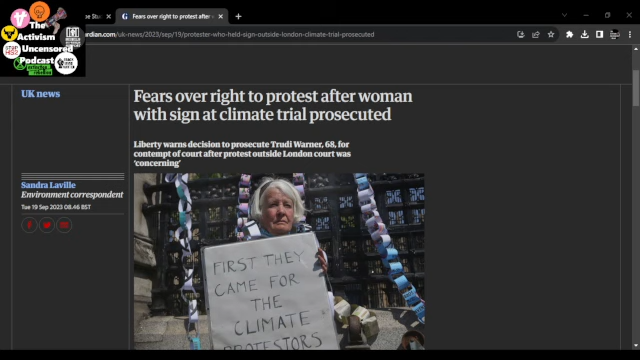 The
Activism
Uncensored
Podcast
Fears over right to protest after
rdian.com/uk-news/2023/sep/19/protester-who-held-sign-outside-london-climate-trial-prosecuted
UK news
Fears over right to protest after woman
with sign at climate trial prosecuted
Liberty warns decision to prosecute Trudi Warner, 68, for
contempt of court after protest outside London court was
'concerning'
Sandra Laville
Environment correspondent
Tue 19 Sep 2023 08.46 BST
FIRST THEY
CAME FOR
THE
CLIMATE
PROTESTORS